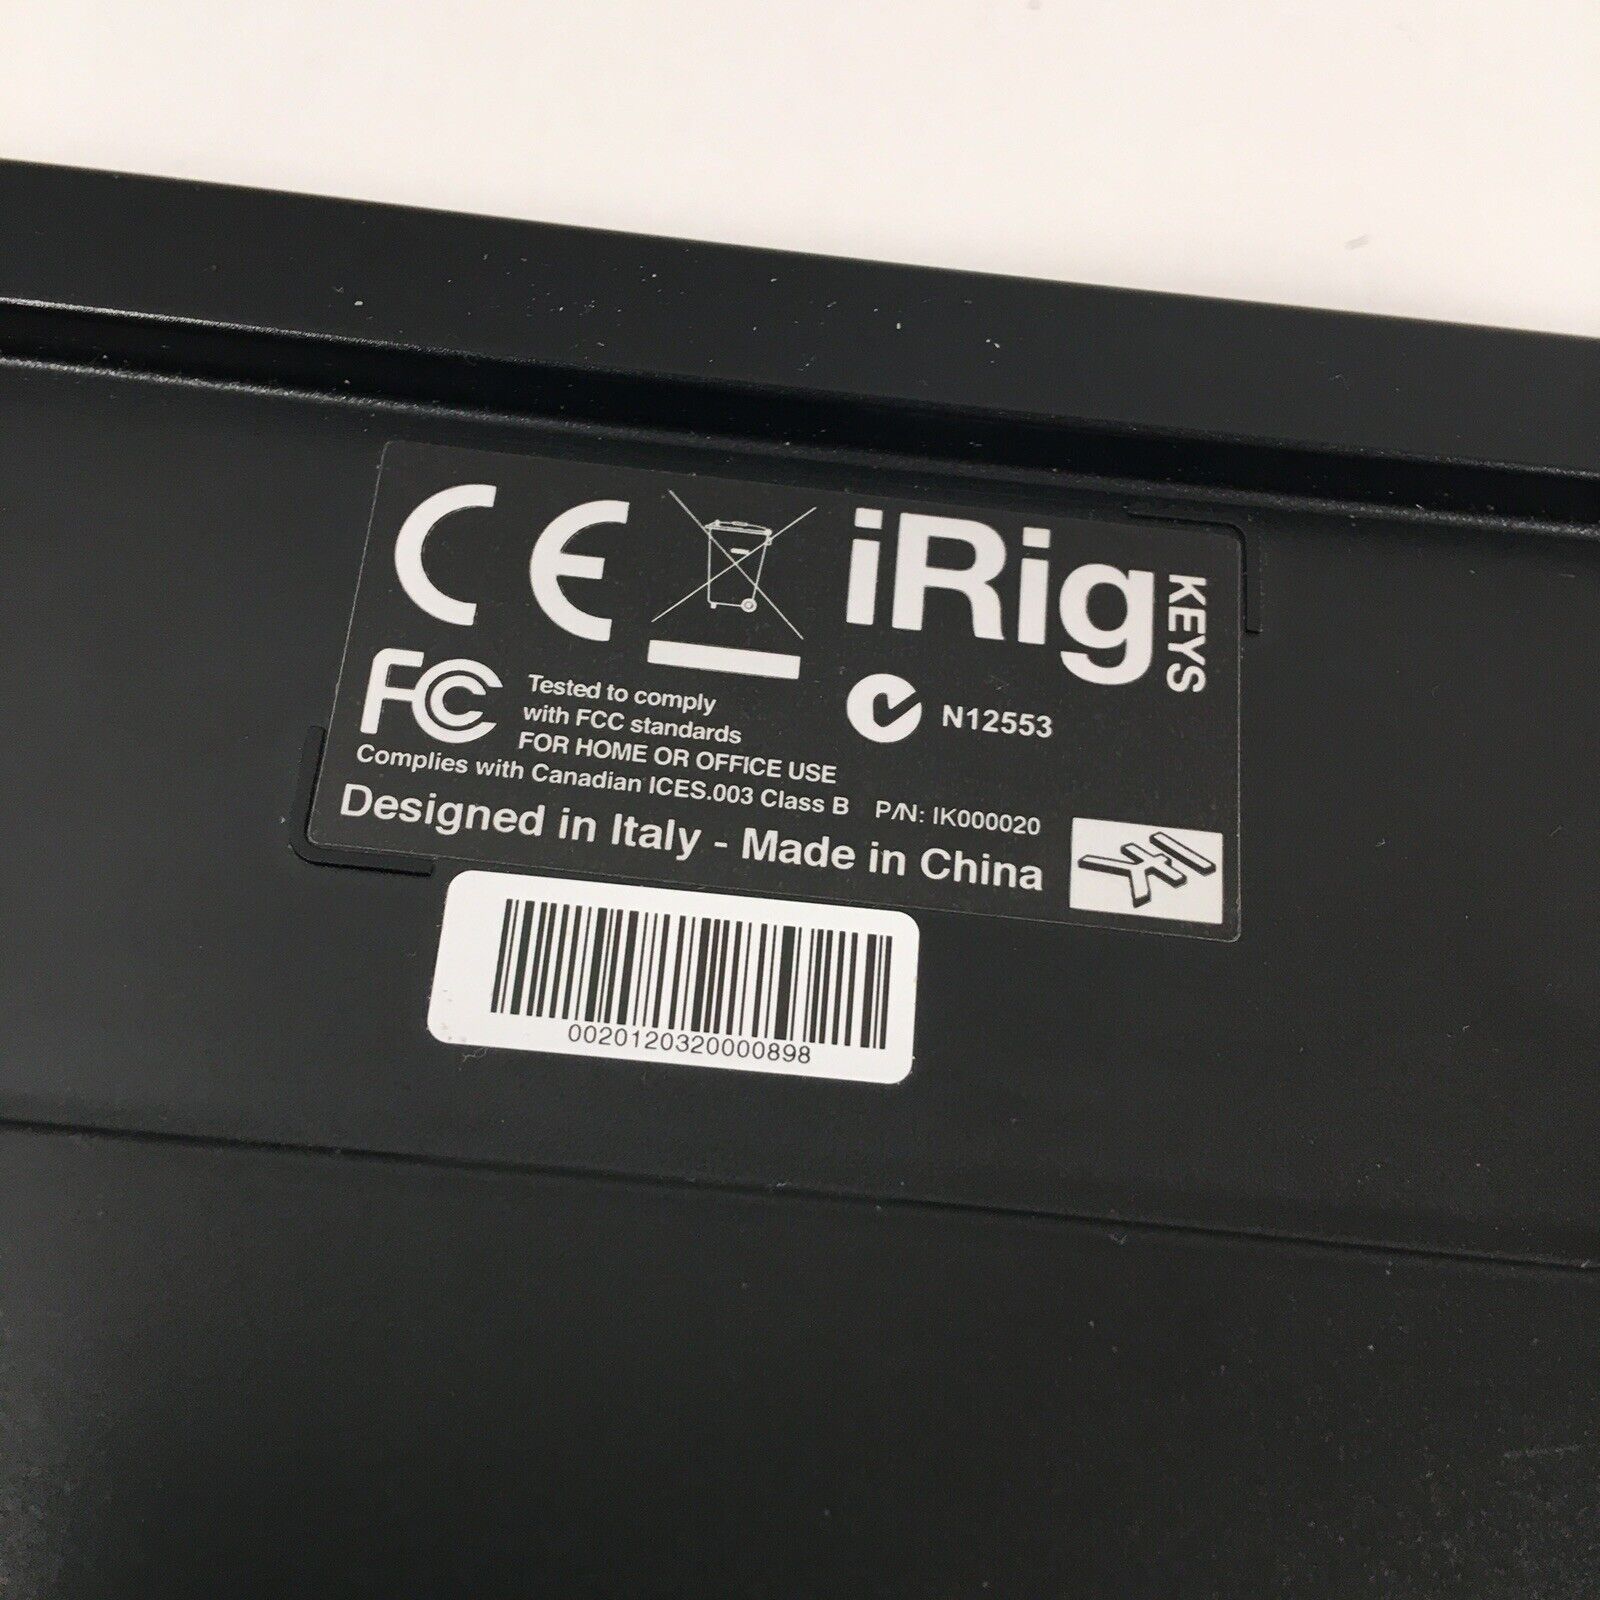 CE
iRig KEYS
FCC
Tested to comply
with FCC standards
FOR HOME OR OFFICE USE
N12553
Complies with Canadian ICES.003 Class B P/N: IK000020
Designed in Italy - Made in China
IK
0020120320000898